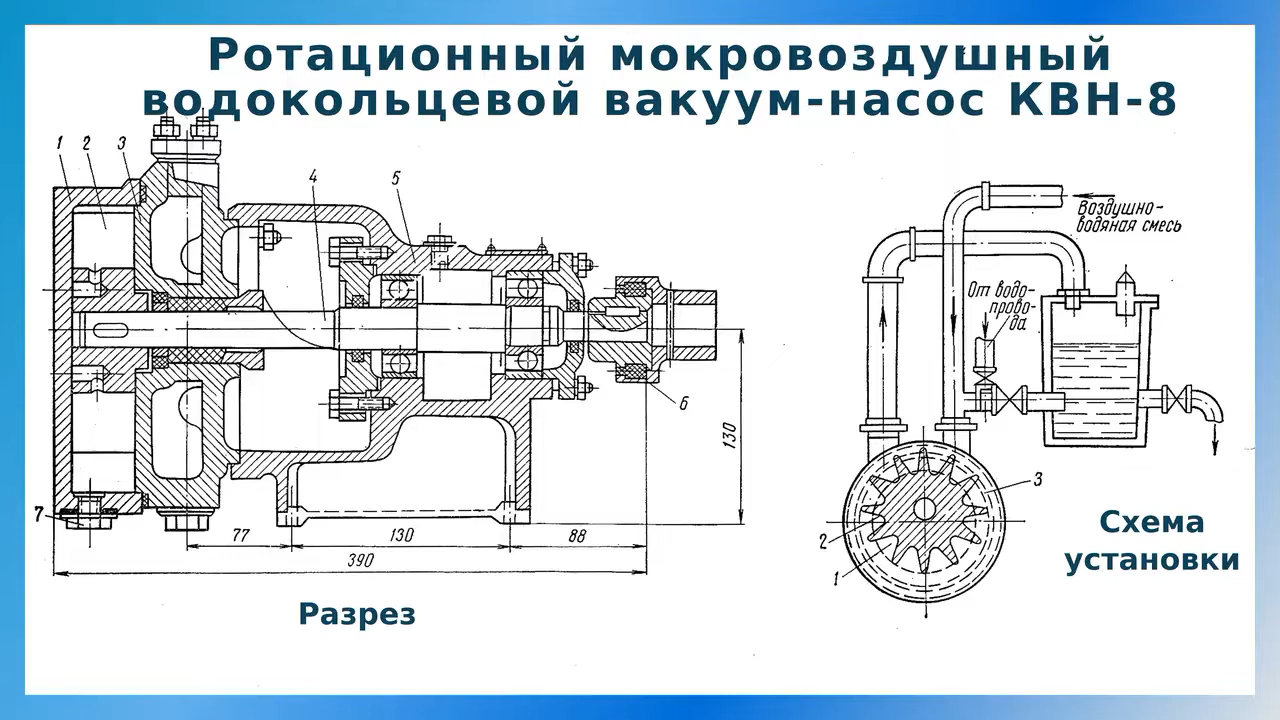 Ротационный мокровоздушный
водокольцевой вакуум-насос КВН-8
1 2 3 4 5
Воздушно-
водяная смесь
От водо-
прово-
да
6
130
3
7
2
1
77 130 88
390
Схема
установки
Разрез